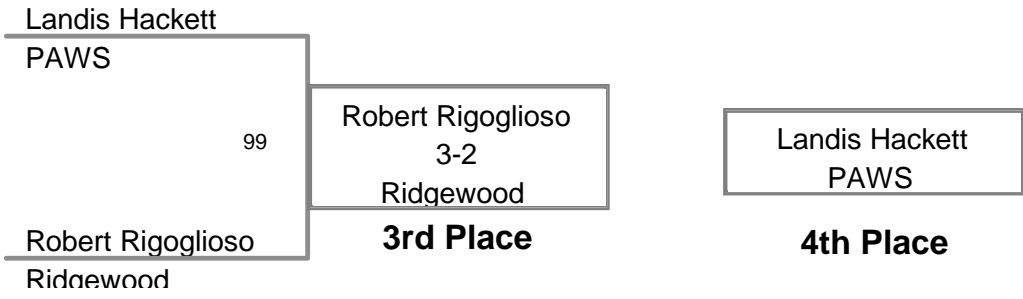 Landis Hackett
PAWS
99
Robert Rigoglioso
Ridgewood
Robert Rigoglioso
3-2
Ridgewood
3rd Place
Landis Hackett
PAWS
4th Place